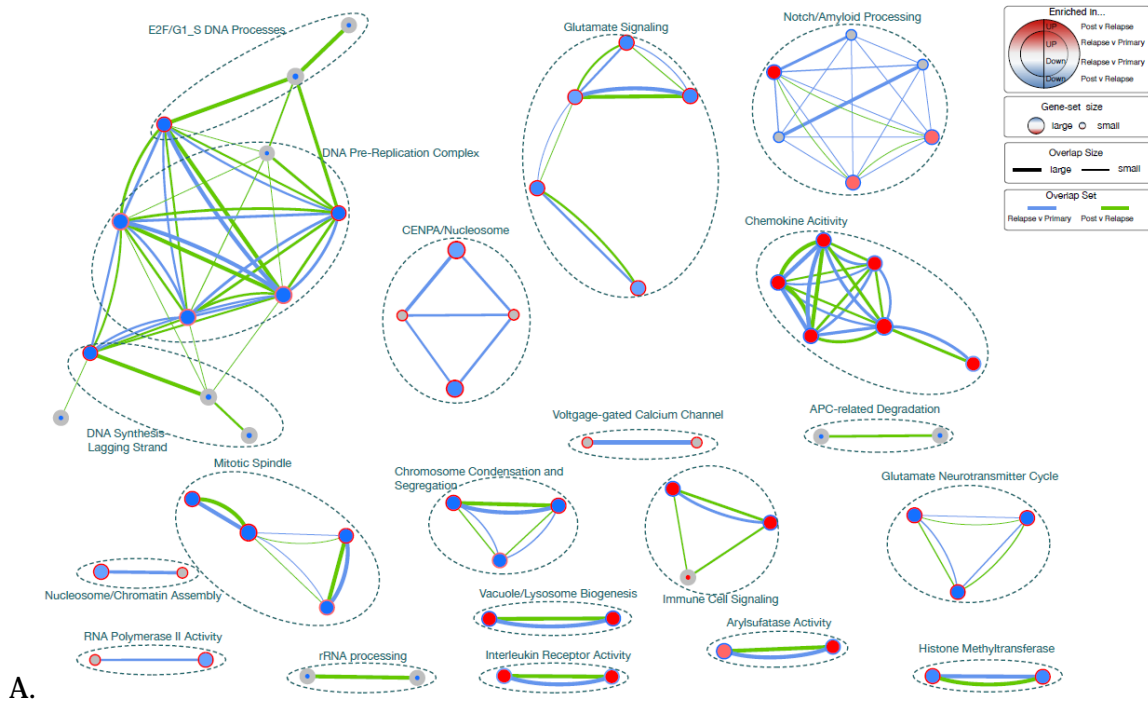 E2F/G1_S DNA Processes
Glutamate Signaling
Notch/Amyloid Processing
Enriched in...
UP Post v Relapse
UP Relapse v Primary
Down Relapse v Primary
Down Post v Relapse
Gene-set size
large small
Overlap Size
large small
Overlap Set
Relapse v Primary Post v Relapse
DNA Pre-Replication Complex
CENPA/Nucleosome
Chemokine Acitivity
DNA Synthesis-
Lagging Strand
Voltgage-gated Calcium Channel
APC-related Degradation
Mitotic Spindle
Chromosome Condensation and
Segregation
Glutamate Neurotransmitter Cycle
Nucleosome/Chromatin Assembly
Vacuole/Lysosome Biogenesis
Immune Cell Signaling
RNA Polymerase II Activity
rRNA processing
Interleukin Receptor Activity
Arylsufatase Activity
Histone Methyltransferase
A.